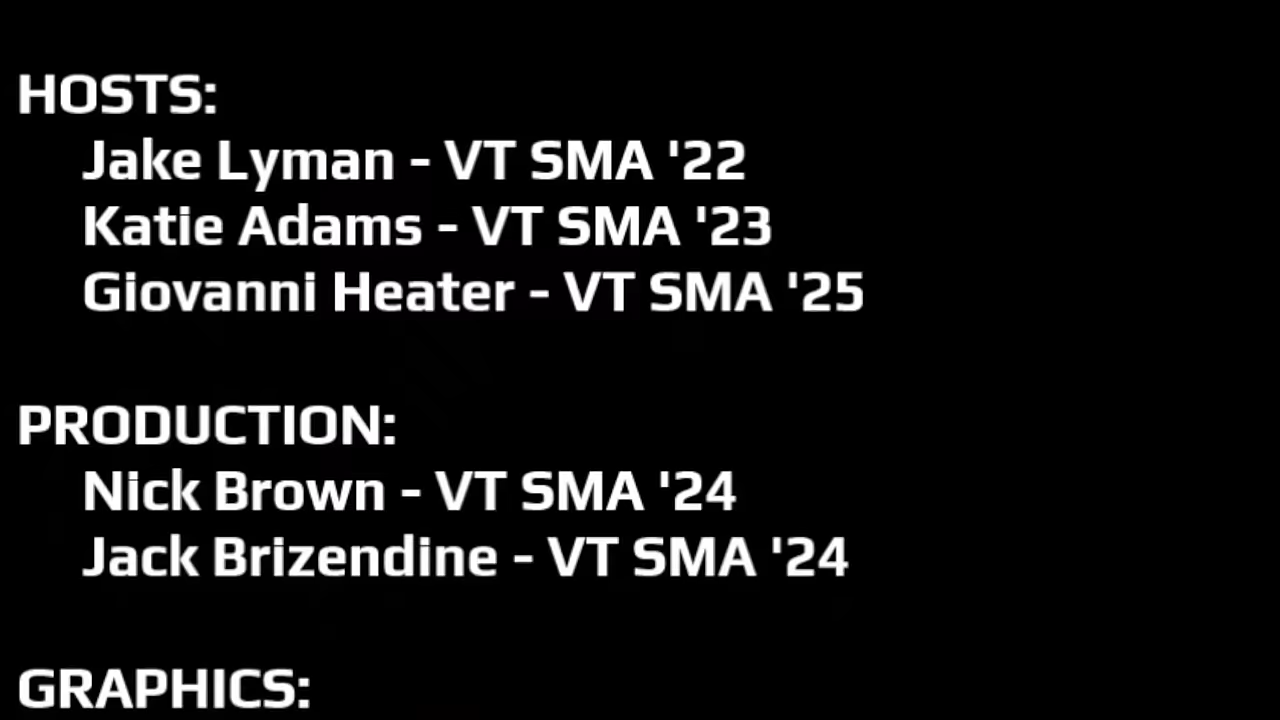 HOSTS:
Jake Lyman - VT SMA '22
Katie Adams - VT SMA '23
Giovanni Heater - VT SMA '25
PRODUCTION:
Nick Brown - VT SMA '24
Jack Brizendine - VT SMA '24
GRAPHICS: